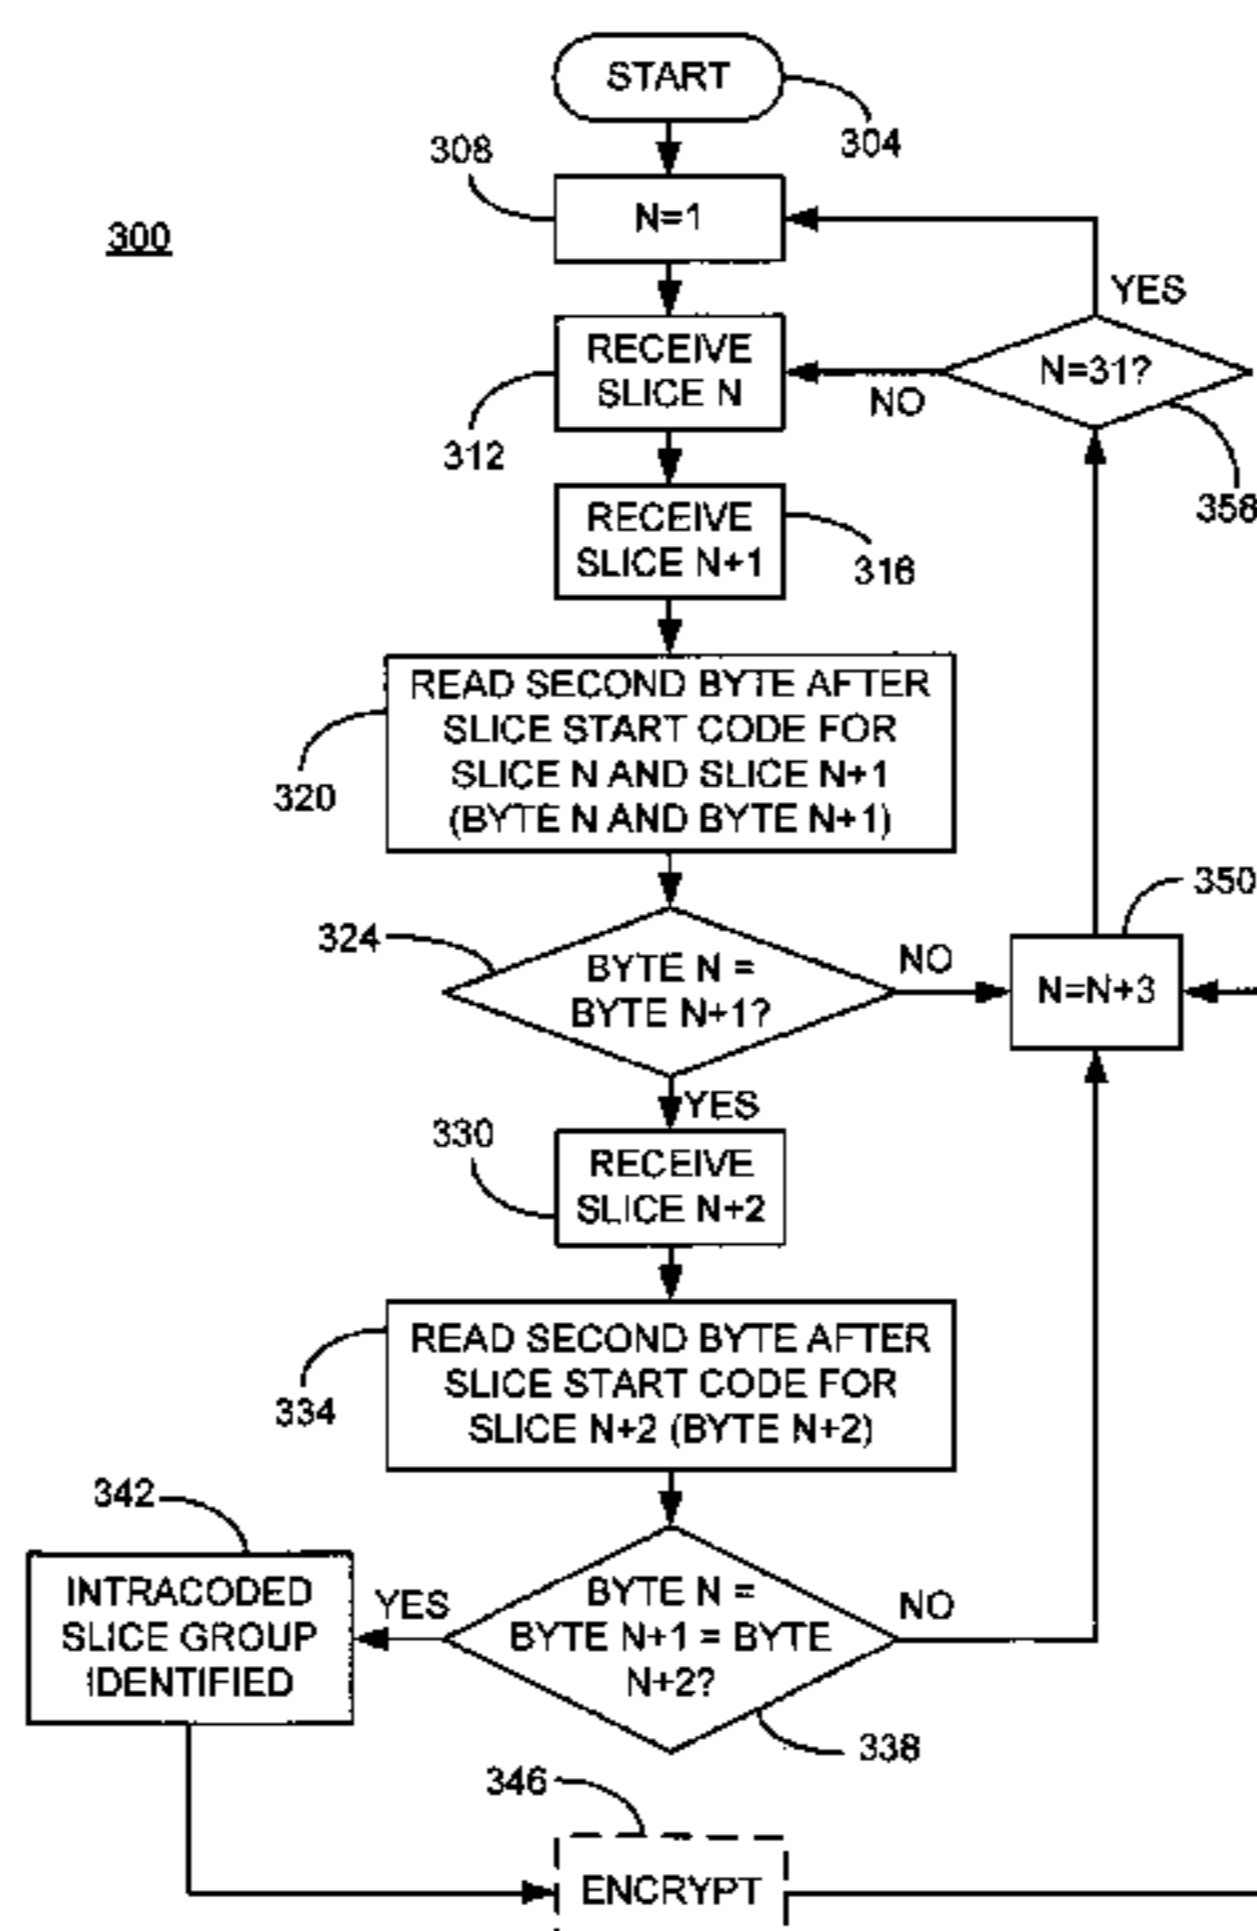 START
304
308
N=1
300
YES
RECEIVE
SLICE N
N=31?
NO
312
358
RECEIVE
SLICE N+1
316
READ SECOND BYTE AFTER
SLICE START CODE FOR
SLICE N AND SLICE N+1
(BYTE N AND BYTE N+1)
320
350
324
BYTE N =
BYTE N+1?
NO
N=N+3
YES
330
RECEIVE
SLICE N+2
READ SECOND BYTE AFTER
SLICE START CODE FOR
SLICE N+2 (BYTE N+2)
334
342
INTRACODED
SLICE GROUP
IDENTIFIED
YES
BYTE N =
BYTE N+1 = BYTE
N+2?
NO
338
346
ENCRYPT